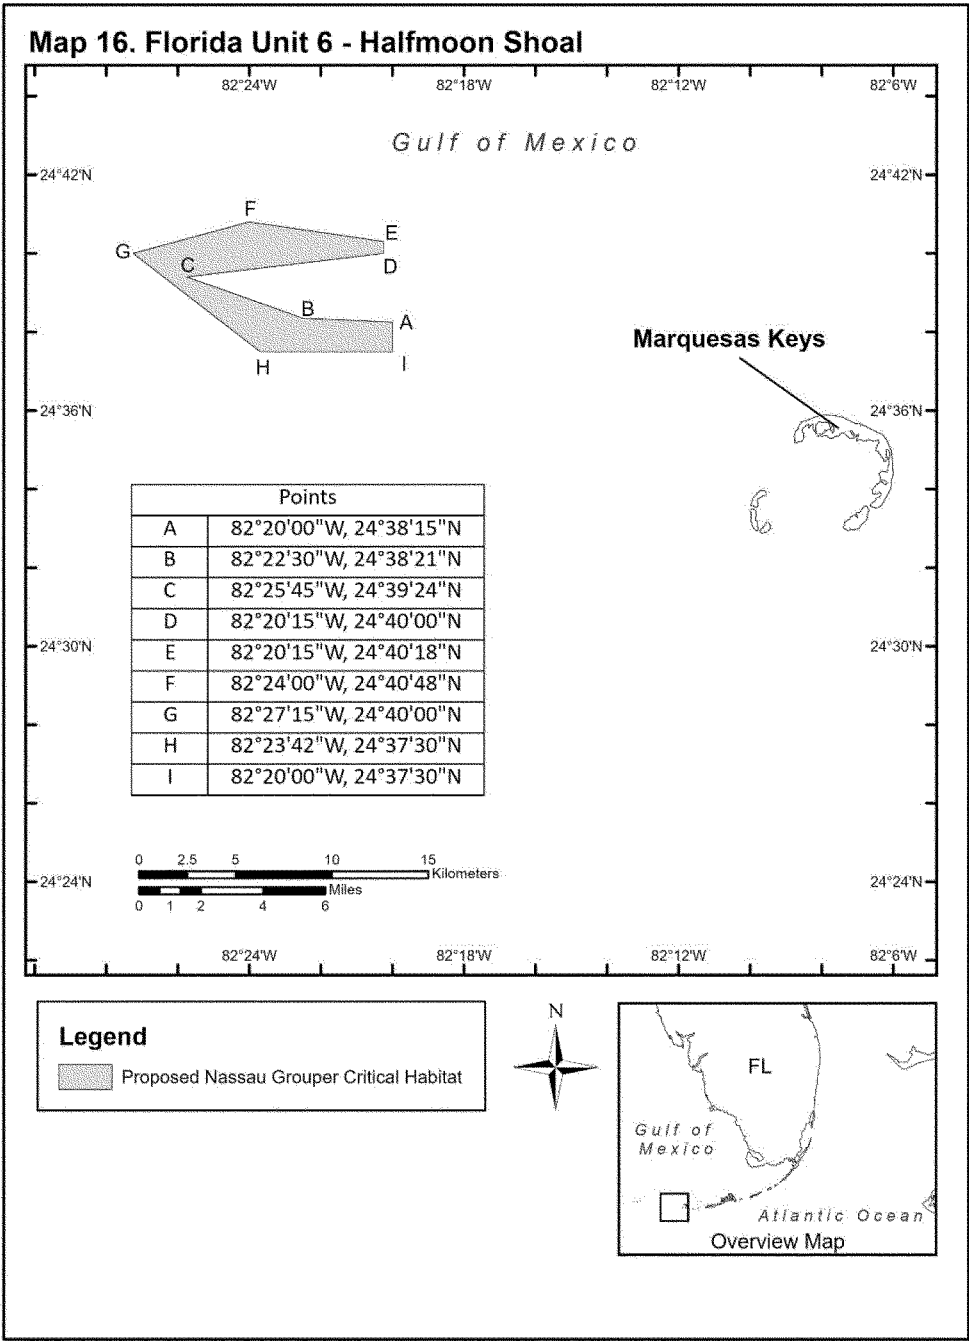 Map 16. Florida Unit 6 - Halfmoon Shoal
82°24'W 82°18'W 82°12'W 82°6'W
Gulf of Mexico
24°42'N 24°42'N
F
E
G
C
D
B
A
H
I
Marquesas Keys
24°36'N 24°36'N
Points
A 82°20'00"W, 24°38'15"N
B 82°22'30"W, 24°38'21"N
C 82°25'45"W, 24°39'24"N
D 82°20'15"W, 24°40'00"N
E 82°20'15"W, 24°40'18"N
F 82°24'00"W, 24°40'48"N
G 82°27'15"W, 24°40'00"N
H 82°23'42"W, 24°37'30"N
I 82°20'00"W, 24°37'30"N
24°30'N 24°30'N
0 2.5 5 10 15
Kilometers
24°24'N 24°24'N
Miles
0 1 2 4 6
82°24'W 82°18'W 82°12'W 82°6'W
Legend
Proposed Nassau Grouper Critical Habitat
N
FL
Gulf of
Mexico
Atlantic Ocean
Overview Map